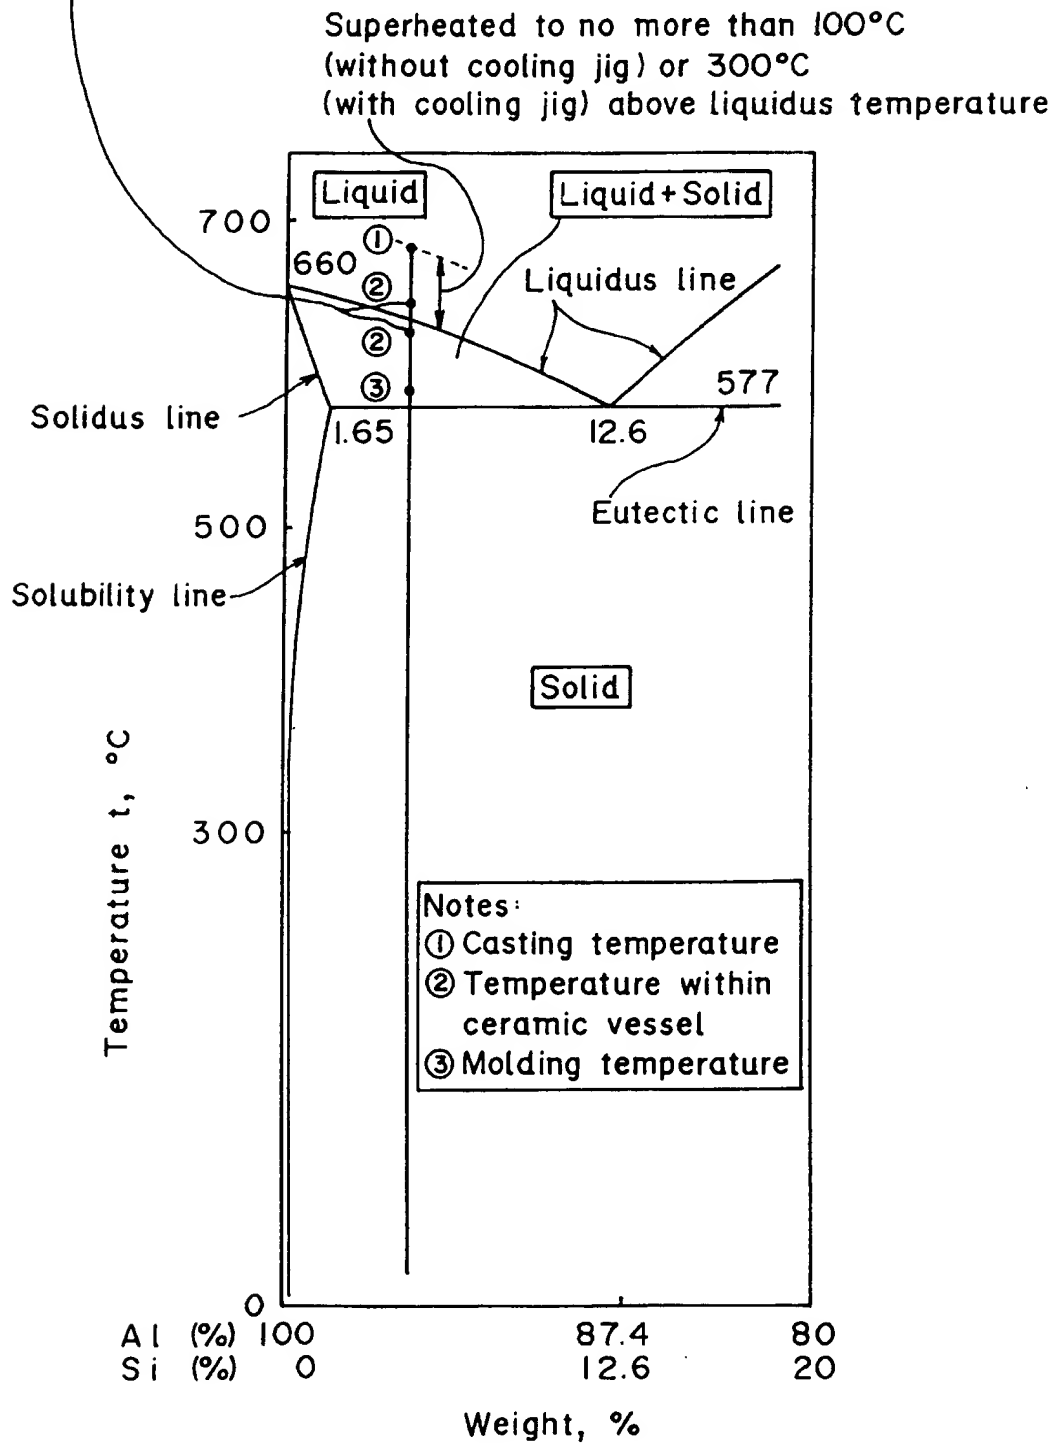 Superheated to no more than 100°C
(without cooling jig) or 300°C
(with cooling jig) above liquidus temperature
Liquid
Liquid+Solid
700
①
660
②
Liquidus line
②
③
577
Solidus line
1.65
12.6
Eutectic line
500
Solubility line
Solid
Temperature t, °C
300
Notes:
① Casting temperature
② Temperature within
ceramic vessel
③ Molding temperature
0
Al (%) 100 87.4 80
Si (%) 0 12.6 20
Weight, %